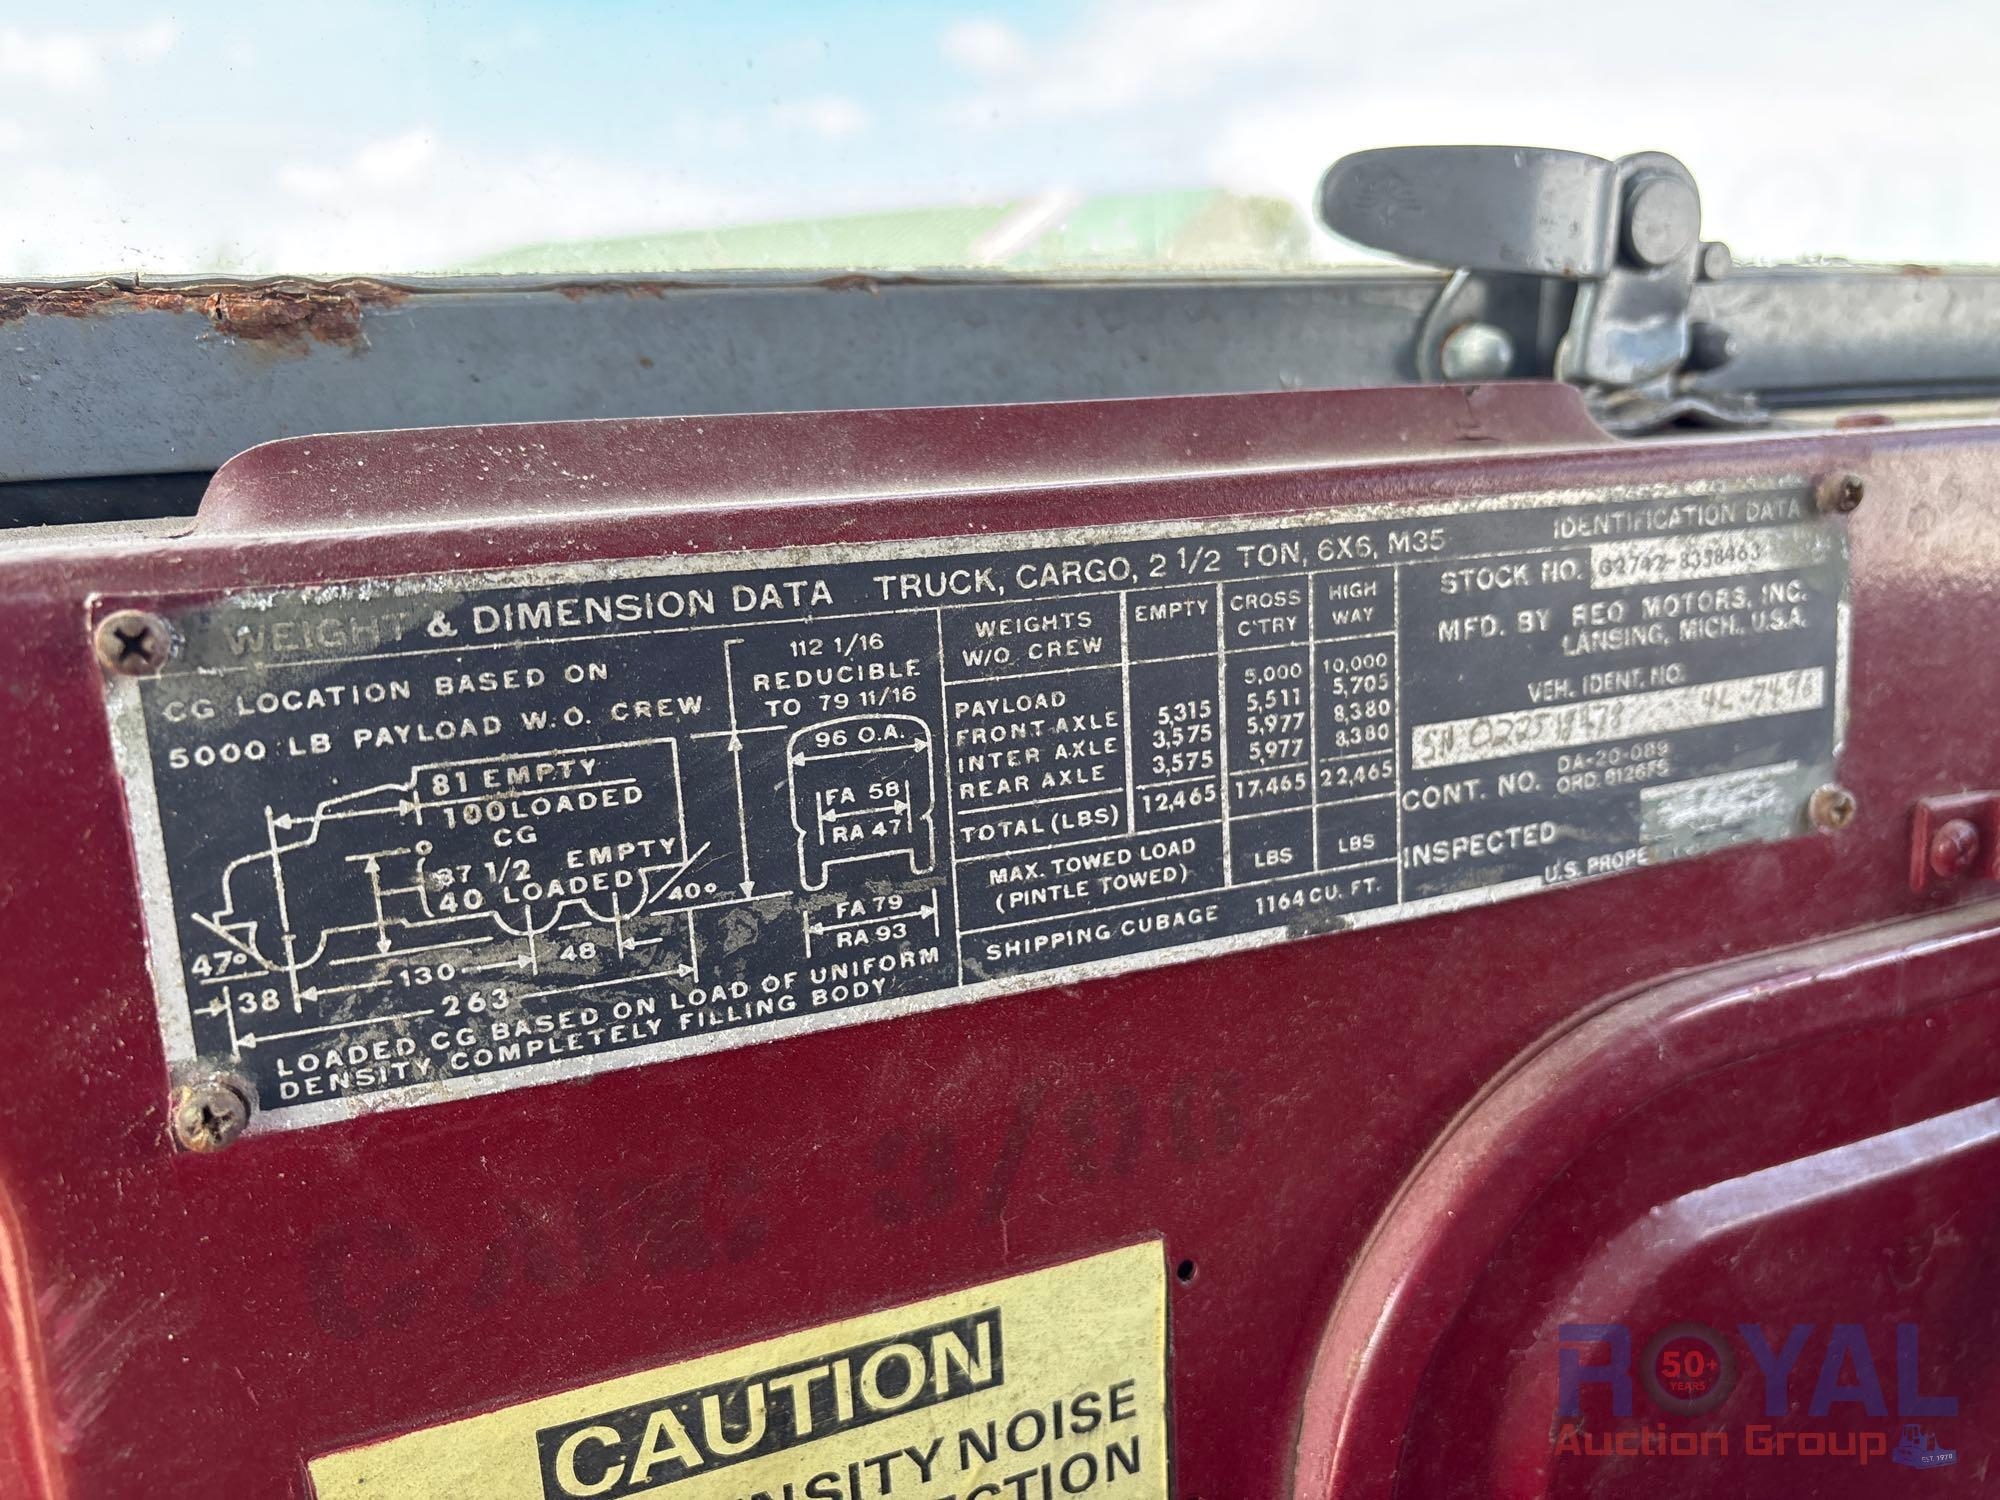 WEIGHT & DIMENSION DATA TRUCK, CARGO, 2 1/2 TON, 6X6, M35 IDENTIFICATION DATA
CG LOCATION BASED ON
5000 LB PAYLOAD W.O. CREW
112 1/16
REDUCIBLE
TO 79 11/16
96 O.A.
81 EMPTY
100 LOADED
CG
37 1/2 EMPTY
40 LOADED
40°
FA 58
RA 47
FA 79
RA 93
47°
38
130
48
263
LOADED CG BASED ON LOAD OF UNIFORM
DENSITY COMPLETELY FILLING BODY
WEIGHTS W/O CREW EMPTY CROSS C'TRY HIGH WAY
PAYLOAD 5,000 10,000
FRONT AXLE 5,315 5,511 5,705
INTER AXLE 3,575 5,977 8,380
REAR AXLE 3,575 5,977 8,380
TOTAL (LBS) 12,465 17,465 22,465
MAX. TOWED LOAD
(PINTLE TOWED) LBS LBS
SHIPPING CUBAGE 1164 CU. FT.
STOCK NO. G2742-8358463
MFD. BY REO MOTORS, INC.
LANSING, MICH., U.S.A.
VEH. IDENT. NO.
CONT. NO. DA-20-089
ORD. 8126FS
INSPECTED
U.S. PROPE
CAUTION
NSITY NOISE
ECTION
ROYAL
50+
YEARS
Auction Group
EST. 1970